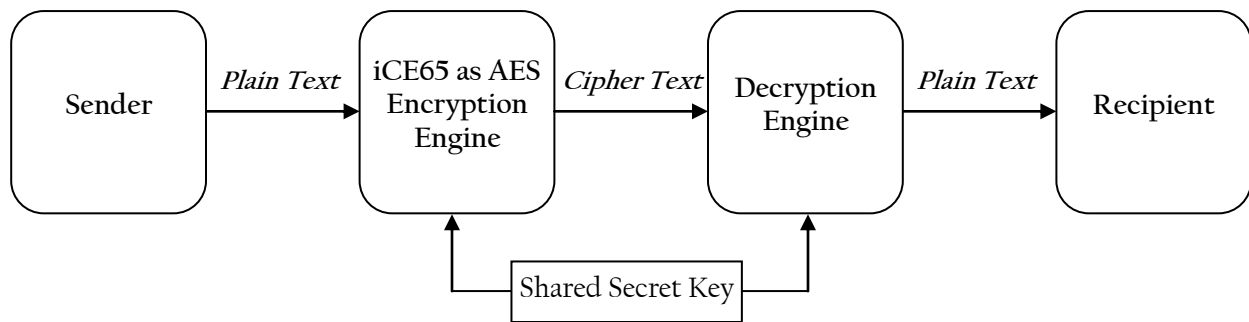 Sender
Plain Text
iCE65 as AES
Encryption
Engine
Cipher Text
Decryption
Engine
Plain Text
Recipient
Shared Secret Key